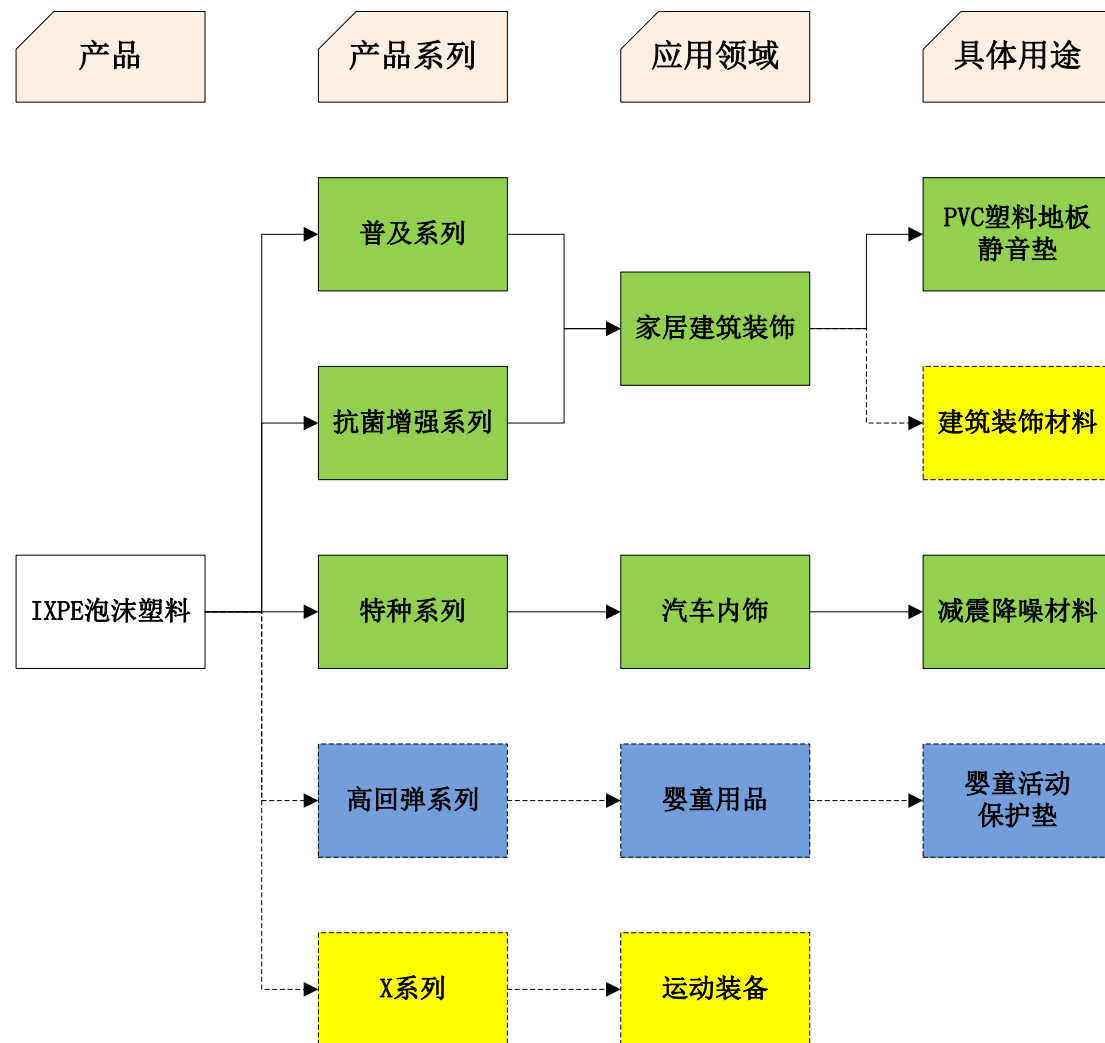 产品
产品系列
应用领域
具体用途
普及系列
PVC塑料地板
静音垫
家居建筑装饰
抗菌增强系列
建筑装饰材料
IXPE泡沫塑料
特种系列
汽车内饰
减震降噪材料
高回弹系列
婴童用品
婴童活动
保护垫
X系列
运动装备